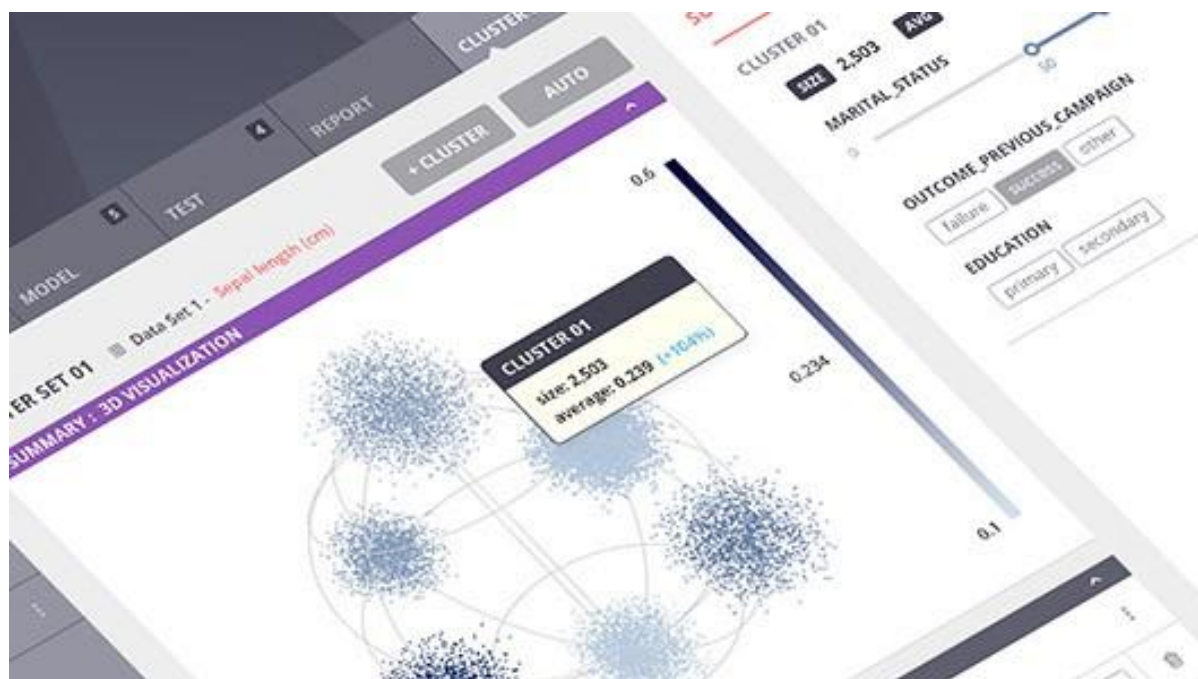 CLUSTER
REPORT
4
TEST
5
MODEL
AUTO
+ CLUSTER
SET 01
Data Set 1 - Sepal length (cm)
SUMMARY : 3D VISUALIZATION
0.6
0.234
0.1
CLUSTER 01
size: 2,503
average: 0.239 (+104%)
CLUSTER 01
SIZE 2,503 AVG
MARITAL_STATUS
0
50
OUTCOME_PREVIOUS_CAMPAIGN
failure success other
EDUCATION
primary secondary